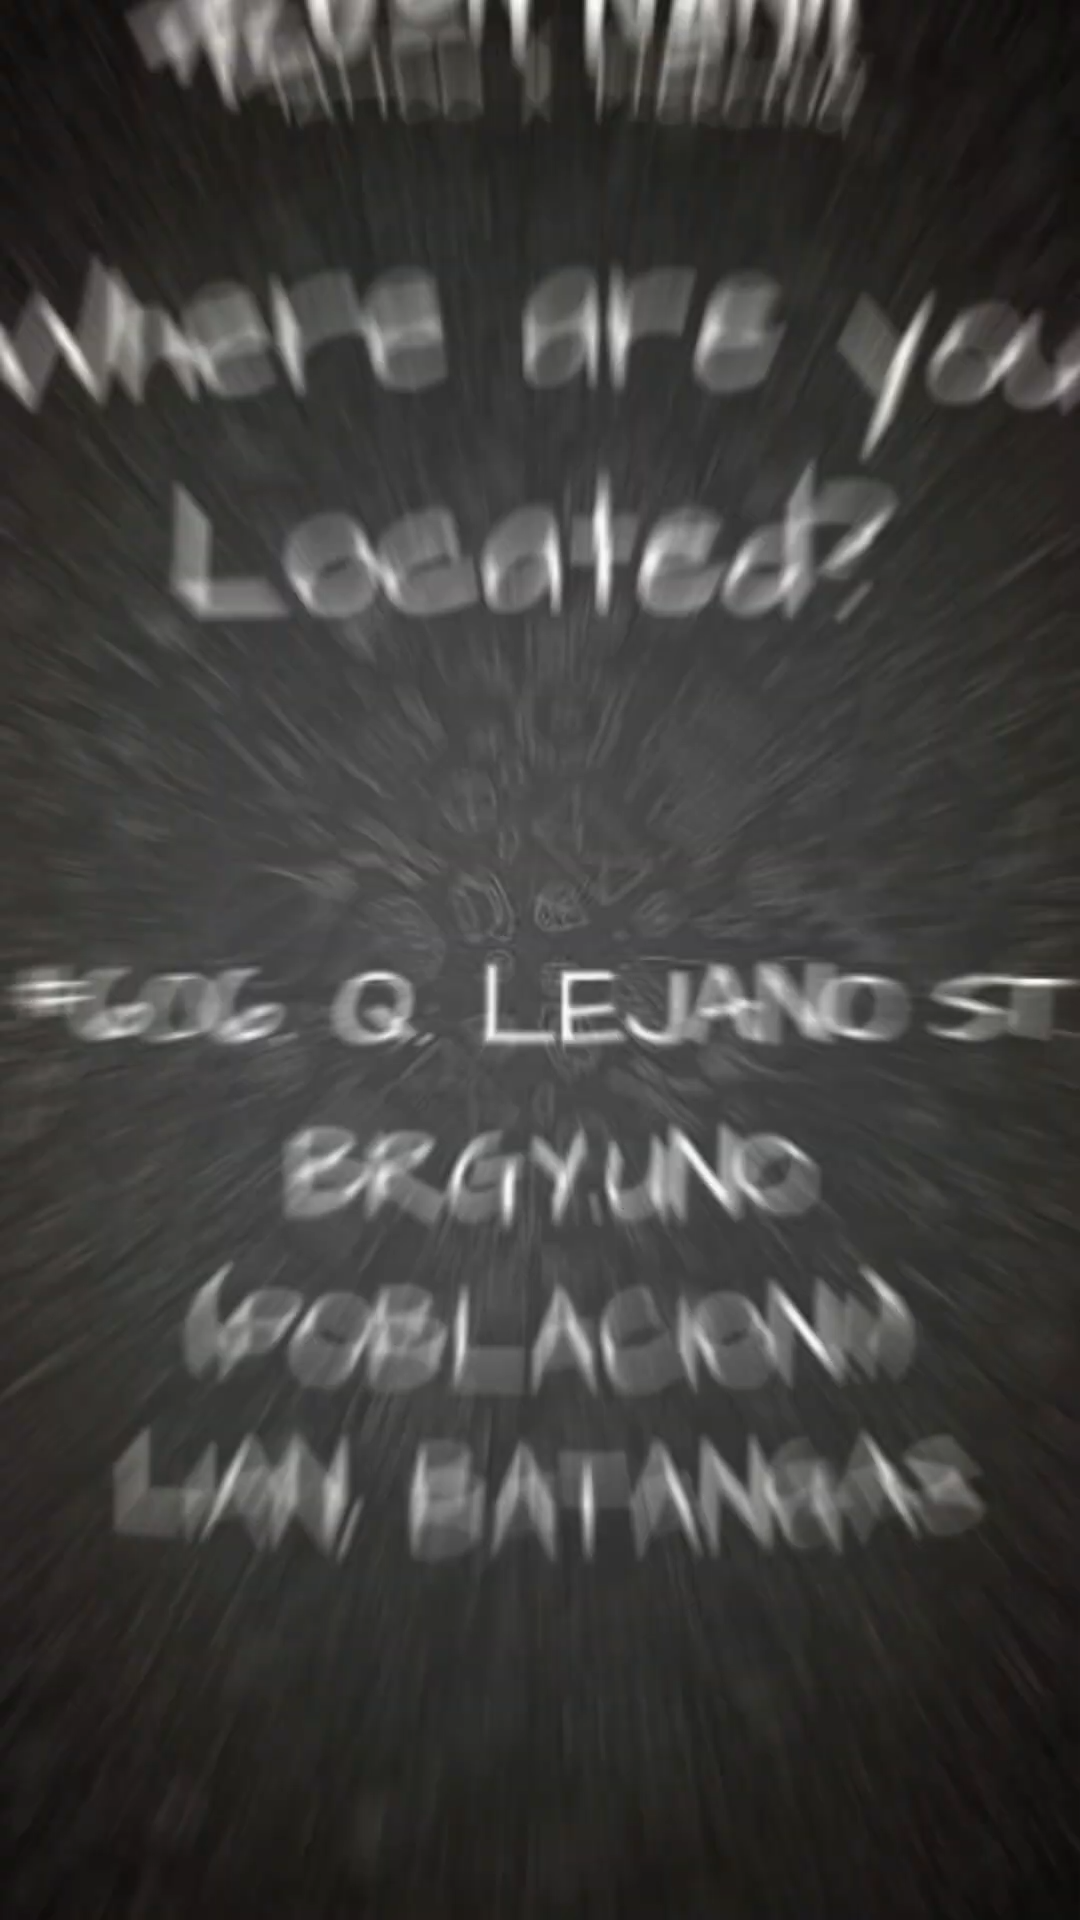 Where are you
Located?
#606 Q. LEJANO ST
BRGY.UNO
(POBLACION)
LIAN, BATANGAS